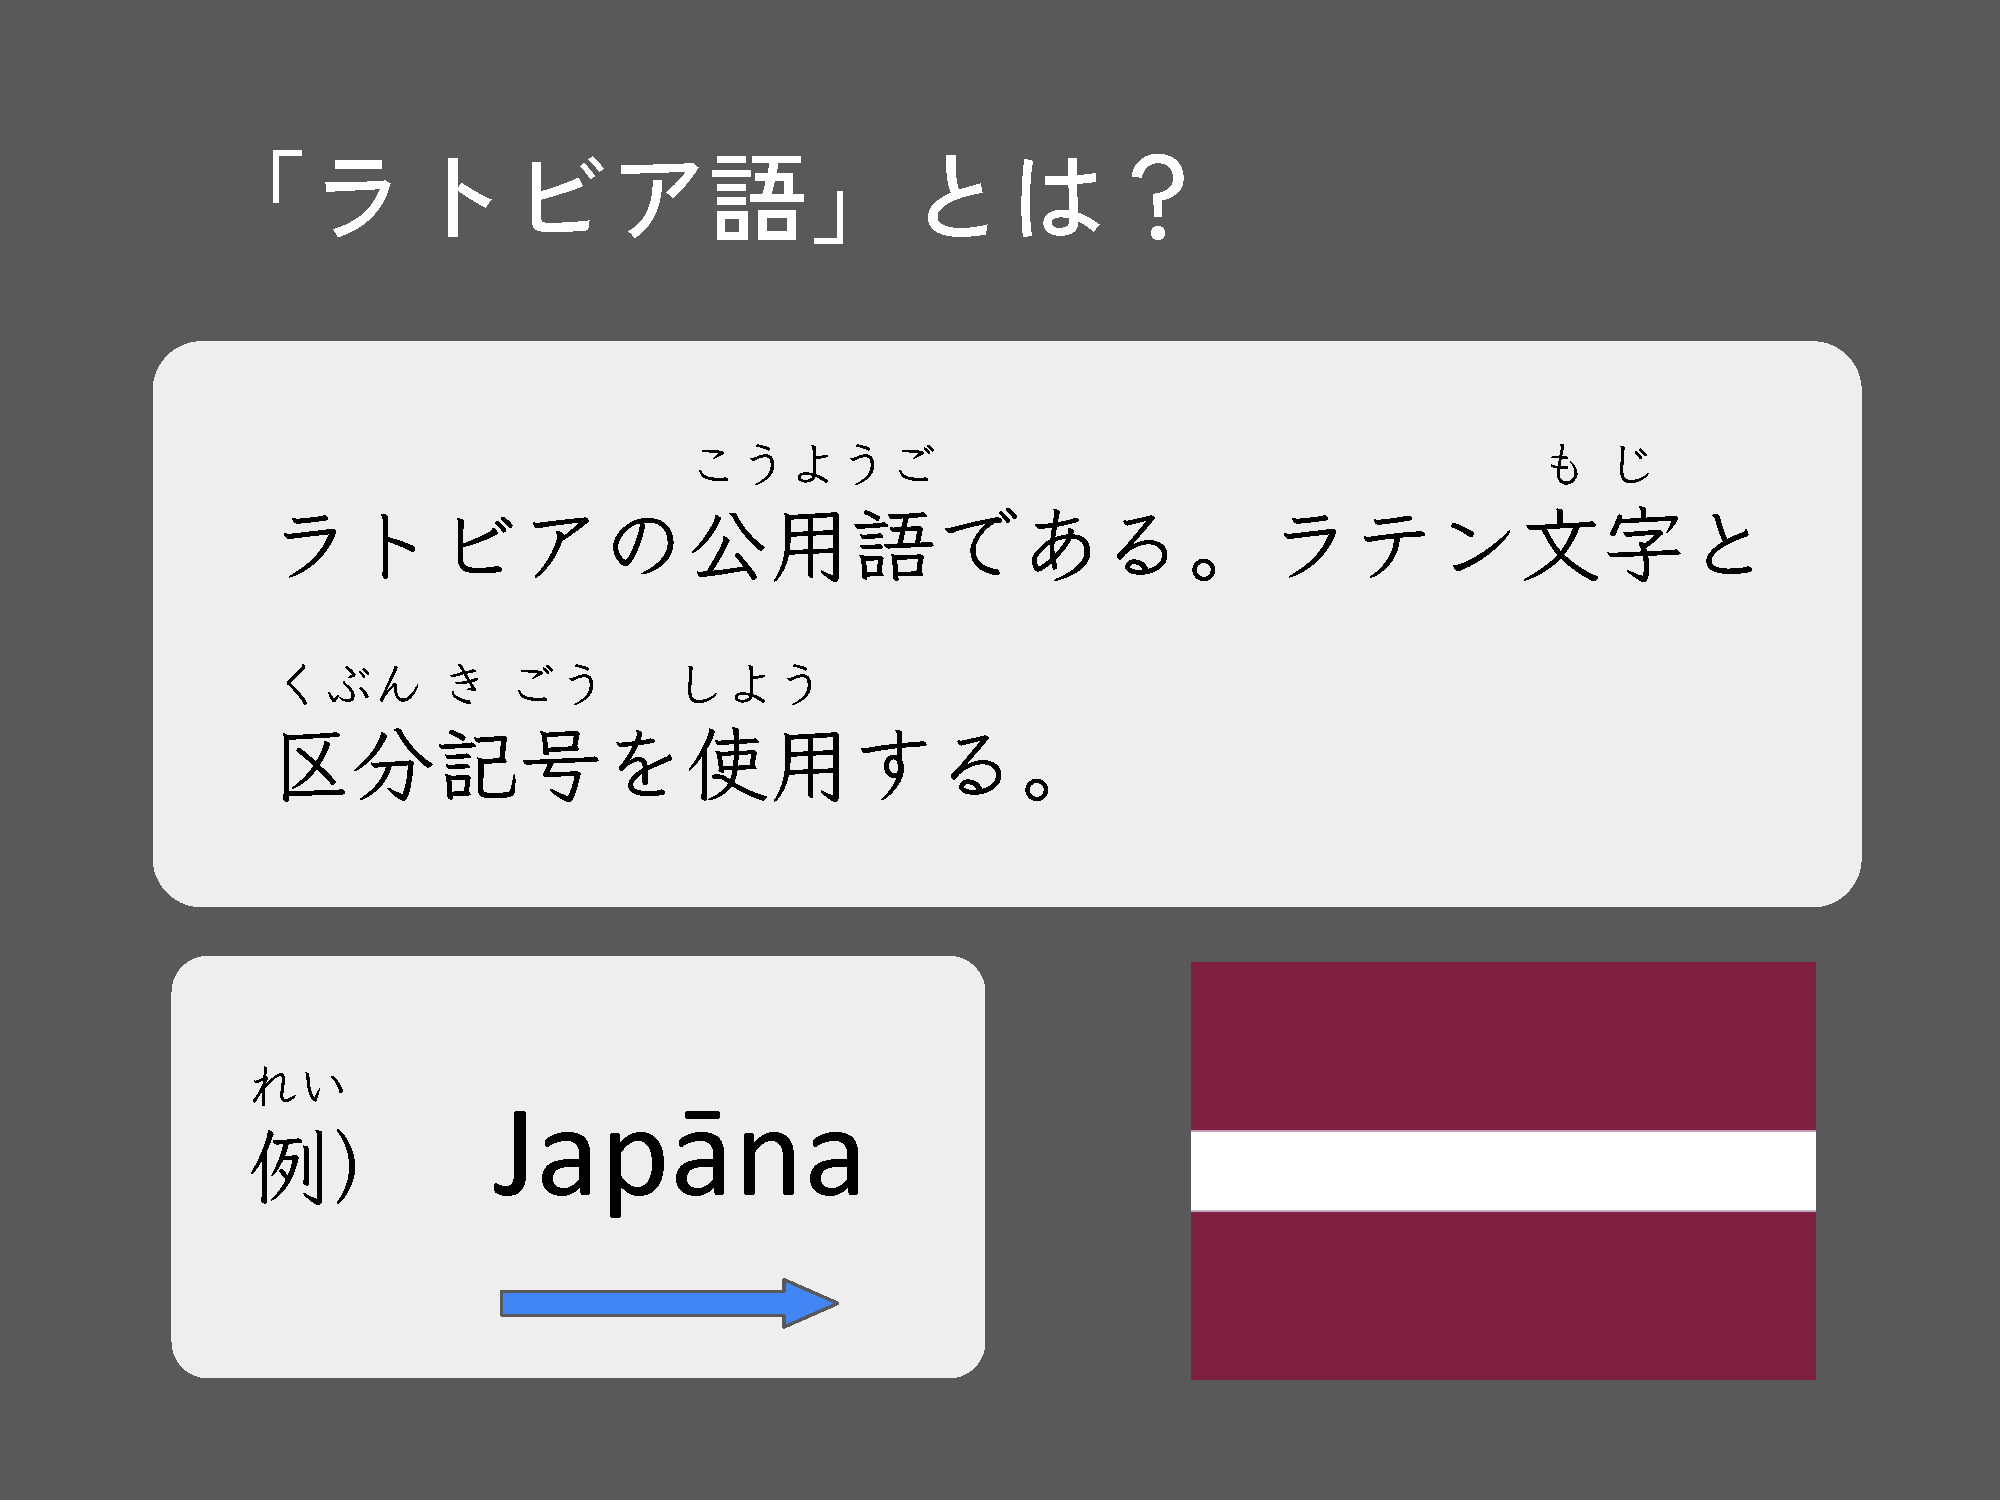 「ラトビア語」とは？
こうようご もじ
ラトビアの公用語である。ラテン文字と
くぶん き ごう しよう
区分記号を使用する。
れい
例) Japāna